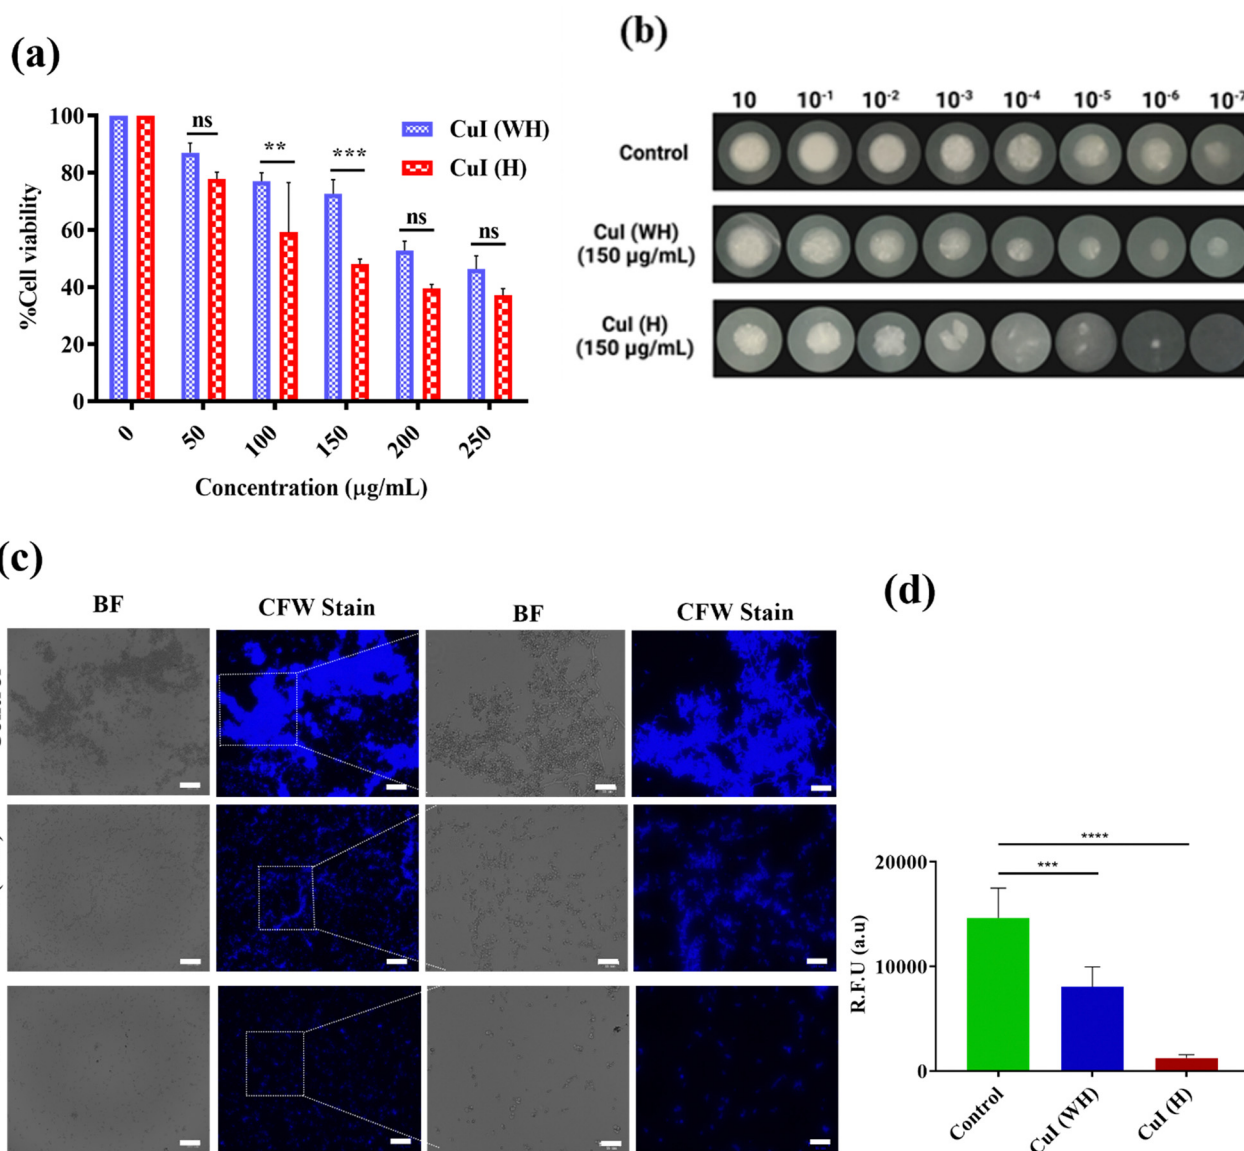 (a)
100
80
60
40
20
0
%Cell viability
ns
**
***
ns
ns
CuI (WH)
CuI (H)
0
50
100
150
200
250
Concentration (μg/mL)
(b)
10 10-1 10-2 10-3 10-4 10-5 10-6 10-7
Control
CuI (WH)
(150 μg/mL)
CuI (H)
(150 μg/mL)
(c)
BF
CFW Stain
BF
CFW Stain
(d)
20000
10000
0
R.F.U (a.u)
****
***
Control
CuI (WH)
CuI (H)